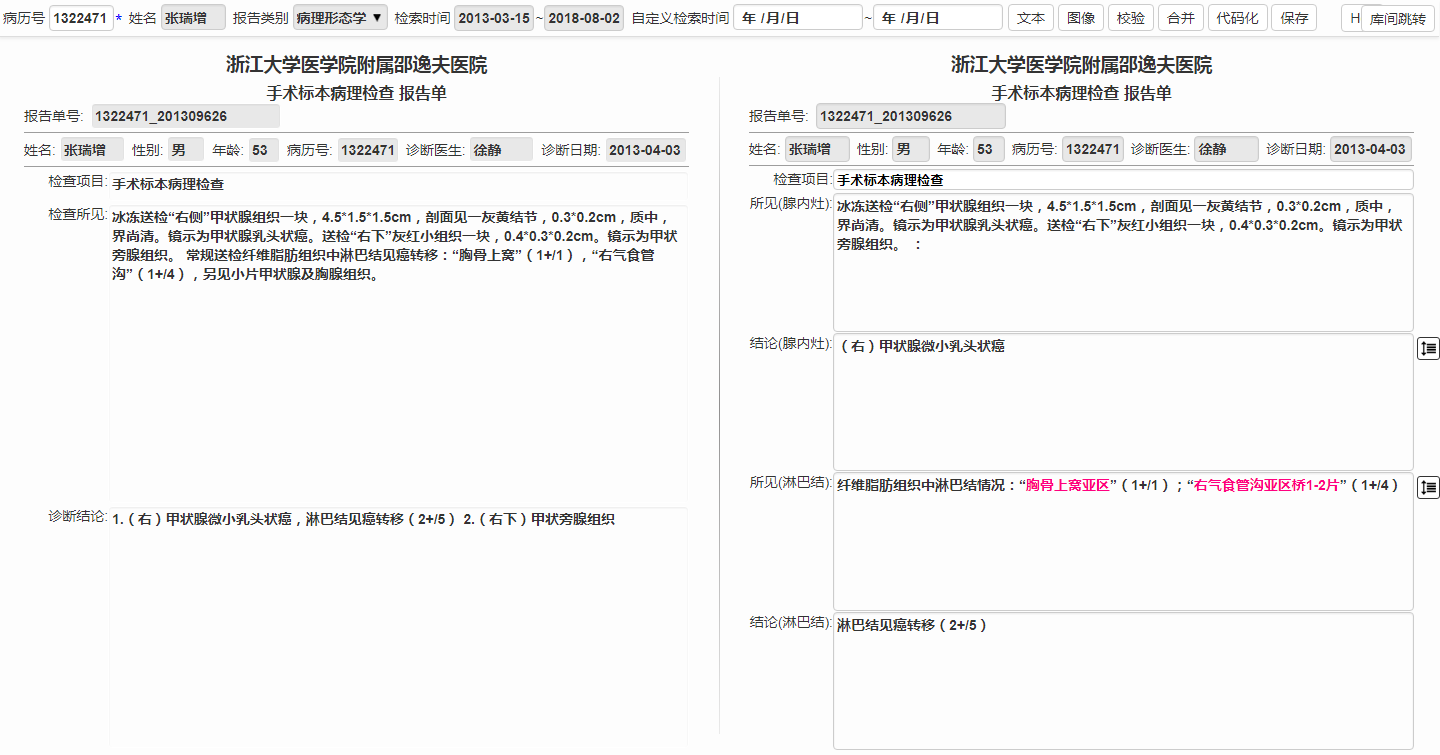 病历号 1322471 * 姓名 张瑞增 报告类别 病理形态学 ▼ 检索时间 2013-03-15 ~ 2018-08-02 自定义检索时间 年 /月/日 ~ 年 /月/日 文本 图像 校验 合并 代码化 保存 H 库间跳转
浙江大学医学院附属邵逸夫医院
手术标本病理检查 报告单
报告单号: 1322471_201309626
姓名: 张瑞增 性别: 男 年龄: 53 病历号: 1322471 诊断医生: 徐静 诊断日期: 2013-04-03
检查项目: 手术标本病理检查
检查所见: 冰冻送检“右侧”甲状腺组织一块，4.5*1.5*1.5cm，剖面见一灰黄结节，0.3*0.2cm，质中，
界尚清。镜示为甲状腺乳头状癌。送检“右下”灰红小组织一块，0.4*0.3*0.2cm。镜示为甲状
旁腺组织。 常规送检纤维脂肪组织中淋巴结见癌转移：“胸骨上窝”（1+/1），“右气食管
沟”（1+/4），另见小片甲状腺及胸腺组织。
诊断结论: 1.（右）甲状腺微小乳头状癌，淋巴结见癌转移（2+/5） 2.（右下）甲状旁腺组织
浙江大学医学院附属邵逸夫医院
手术标本病理检查 报告单
报告单号: 1322471_201309626
姓名: 张瑞增 性别: 男 年龄: 53 病历号: 1322471 诊断医生: 徐静 诊断日期: 2013-04-03
检查项目: 手术标本病理检查
所见(腺内灶): 冰冻送检“右侧”甲状腺组织一块，4.5*1.5*1.5cm，剖面见一灰黄结节，0.3*0.2cm，质中，
界尚清。镜示为甲状腺乳头状癌。送检“右下”灰红小组织一块，0.4*0.3*0.2cm。镜示为甲状
旁腺组织。 ：
结论(腺内灶): （右）甲状腺微小乳头状癌
所见(淋巴结): 纤维脂肪组织中淋巴结情况：“胸骨上窝亚区”（1+/1）；“右气食管沟亚区桥1-2片”（1+/4）
结论(淋巴结): 淋巴结见癌转移（2+/5）